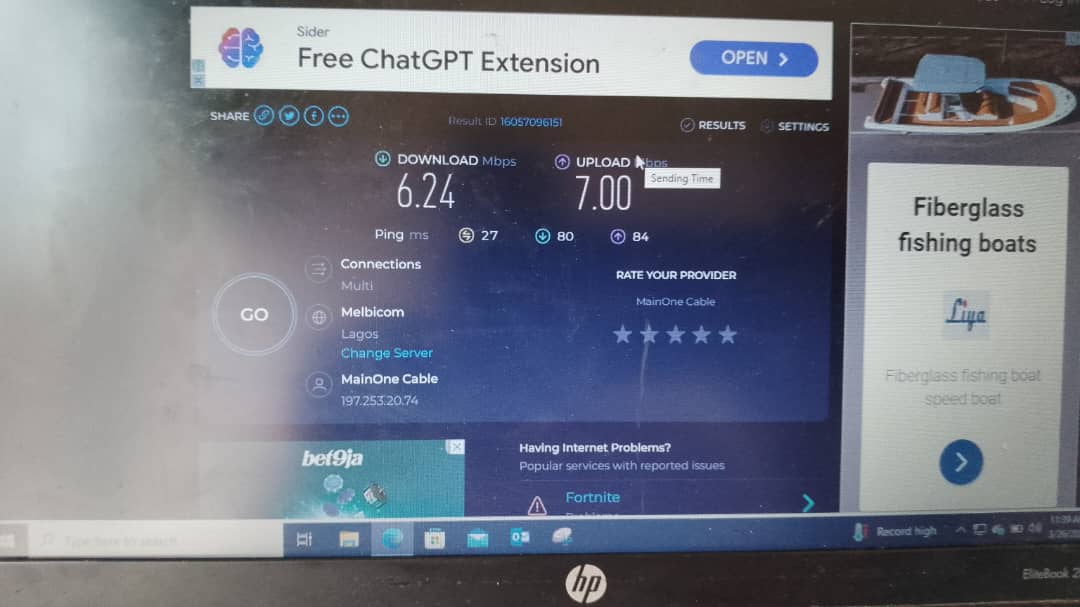 Sider
Free ChatGPT Extension
OPEN
SHARE
Result ID 16057096151
RESULTS
SETTINGS
DOWNLOAD Mbps
6.24
UPLOAD Mbps
7.00
Sending Time
Ping ms
27
80
84
GO
Connections
Multi
Melbicom
Lagos
Change Server
MainOne Cable
197.253.20.74
RATE YOUR PROVIDER
MainOne Cable
bet9ja
Having Internet Problems?
Popular services with reported issues
Fortnite
Fiberglass
fishing boats
Liya
Fiberglass fishing boat
speed boat
Type here to search
Record high
11:39
hp
EliteBook